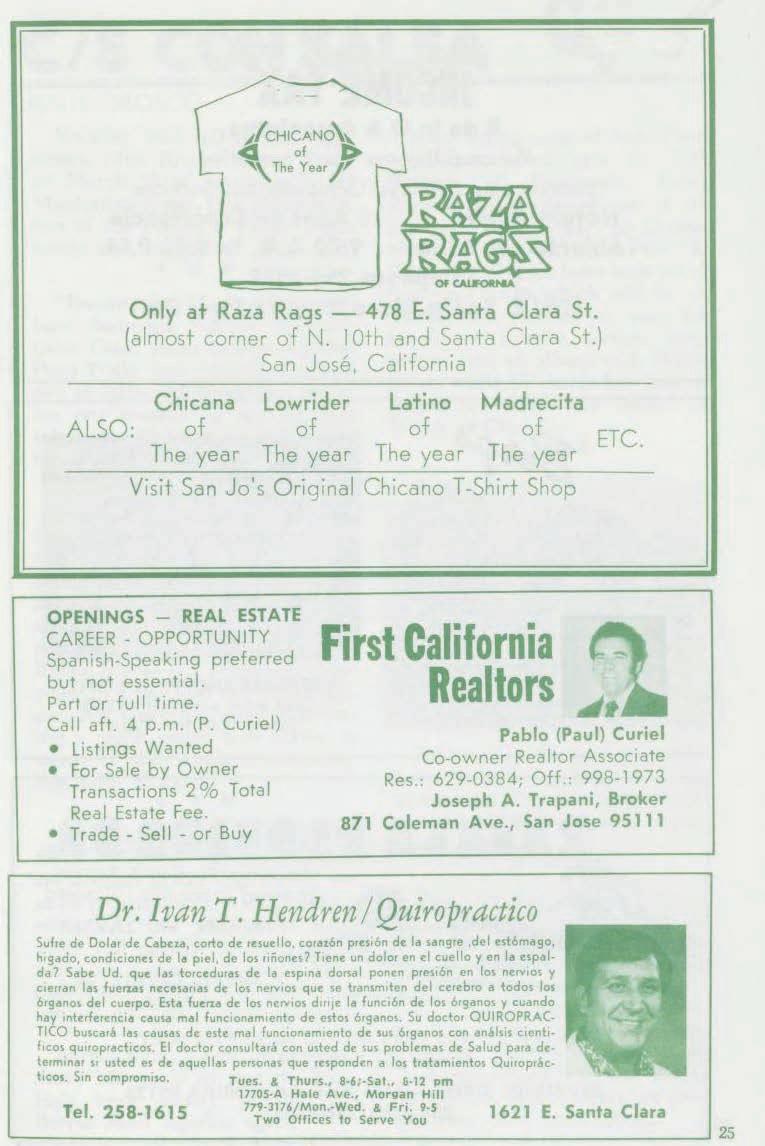 CHICANO
of
The Year
RAZA
RAGS
OF CALIFORNIA
Only at Raza Rags — 478 E. Santa Clara St.
(almost corner of N. 10th and Santa Clara St.)
San José, California
ALSO:
Chicana Lowrider Latino Madrecita
of of of of
The year The year The year The year
ETC.
Visit San Jo's Original Chicano T-Shirt Shop
OPENINGS — REAL ESTATE
CAREER - OPPORTUNITY
Spanish-Speaking preferred
but not essential.
Part or full time.
Call aft. 4 p.m. (P. Curiel)
• Listings Wanted
• For Sale by Owner
Transactions 2% Total
Real Estate Fee.
• Trade - Sell - or Buy
First California
Realtors
Pablo (Paul) Curiel
Co-owner Realtor Associate
Res.: 629-0384; Off.: 998-1973
Joseph A. Trapani, Broker
871 Coleman Ave., San Jose 95111
Dr. Ivan T. Hendren/Quiropractico
Sufre de Dolar de Cabeza, corto de resuello, corazón presión de la sangre ,del estómago,
higado, condiciones de la piel, de los riñones? Tiene un dolor en el cuello y en la espal-
da? Sabe Ud. que las torceduras de la espina dorsal ponen presión en los nervios y
cierran las fuerzas necesarias de los nervios que se transmiten del cerebro a todos los
órganos del cuerpo. Esta fuerza de los nervios dirije la función de los órganos y cuando
hay interferencia causa mal funcionamiento de estos órganos. Su doctor QUIROPRAC-
TICO buscará las causas de este mal funcionamiento de sus órganos con análsis cienti-
ficos quiropracticos. El doctor consultará con usted de sus problemas de Salud para de-
terminar si usted es de aquellas personas que responden a los tratamientos Quiroprác-
ticos. Sin compromiso.
Tues. & Thurs., 8-6;-Sat., 8-12 pm
17705-A Hale Ave., Morgan Hill
779-3176/Mon.-Wed. & Fri. 9-5
Two Offices to Serve You
Tel. 258-1615
1621 E. Santa Clara
25